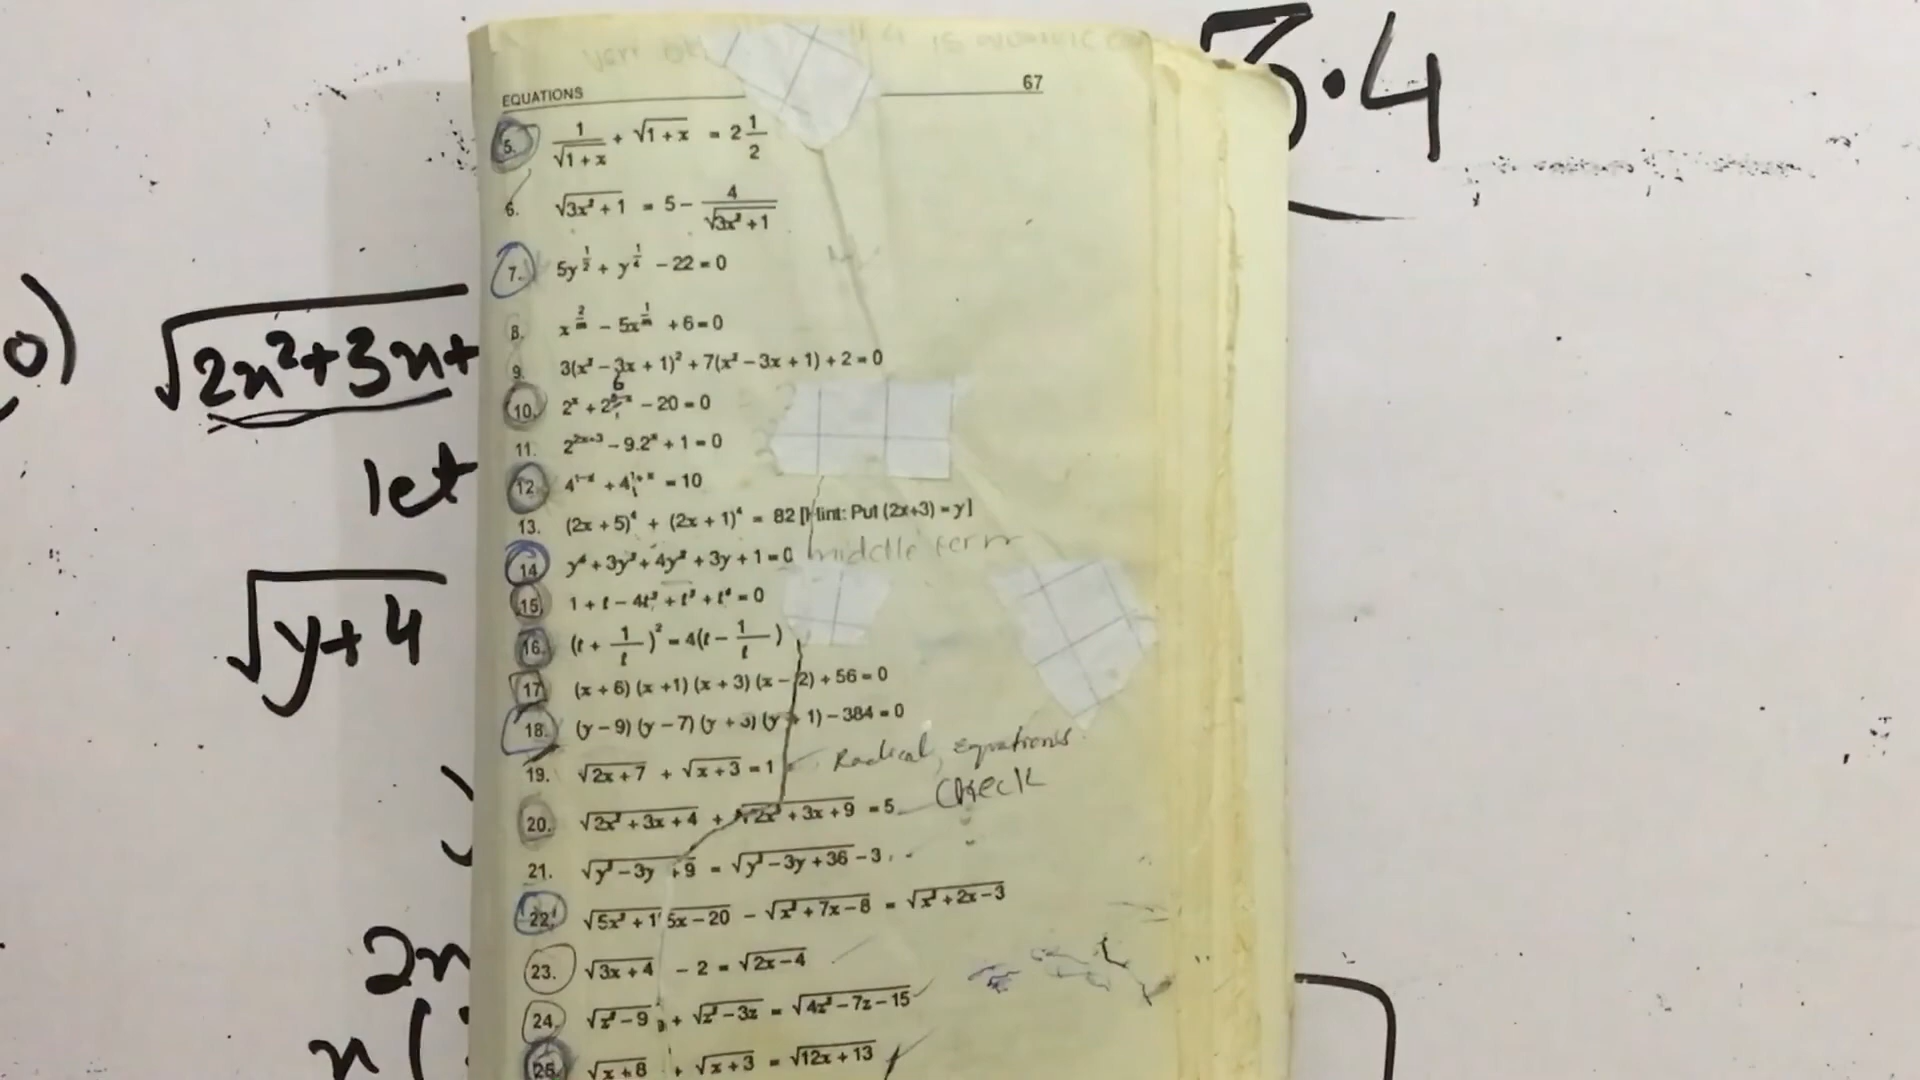 EQUATIONS 67
5. 1/√(1 + x) + √(1 + x) = 2 1/2
6. √(3x² + 1) = 5 – 4/√(3x² + 1)
7. 5y^(1/2) + y^(1/4) – 22 = 0
8. x^(2/m) – 5x^(1/m) + 6 = 0
9. 3(x² – 3x + 1)² + 7(x² – 3x + 1) + 2 = 0
10. 2ˣ + 2^(6–x) – 20 = 0
11. 2^(2x+3) – 9.2ˣ + 1 = 0
12. 4^(1–x) + 4^(1+x) = 10
13. (2x + 5)⁴ + (2x + 1)⁴ = 82 [Hint: Put (2x+3) = y]
14. y⁴ + 3y³ + 4y² + 3y + 1 = 0 middle term
15. 1 + t – 4t² + t³ + t⁴ = 0
16. (t + 1/t)² = 4(t – 1/t)
17. (x + 6) (x +1) (x + 3) (x – 2) + 56 = 0
18. (y – 9) (y – 7) (y + 3) (y + 1) – 384 = 0
19. √(2x + 7) + √(x + 3) = 1 Radical Equations
20. √(2x² + 3x + 4) + √(2x² + 3x + 9) = 5 Check
21. √(y² – 3y + 9) = √(y² – 3y + 36) – 3
22. √(5x² + 15x – 20) – √(x² + 7x – 8) = √(x² + 2x – 3)
23. √(3x + 4) – 2 = √(2x – 4)
24. √(z² – 9) + √(z² – 3z) = √(4z² – 7z – 15)
25. √(x + 8) + √(x + 3) = √(12x + 13)
0)
√2x²+3x+
let
√y+4
2x
x(
3.4